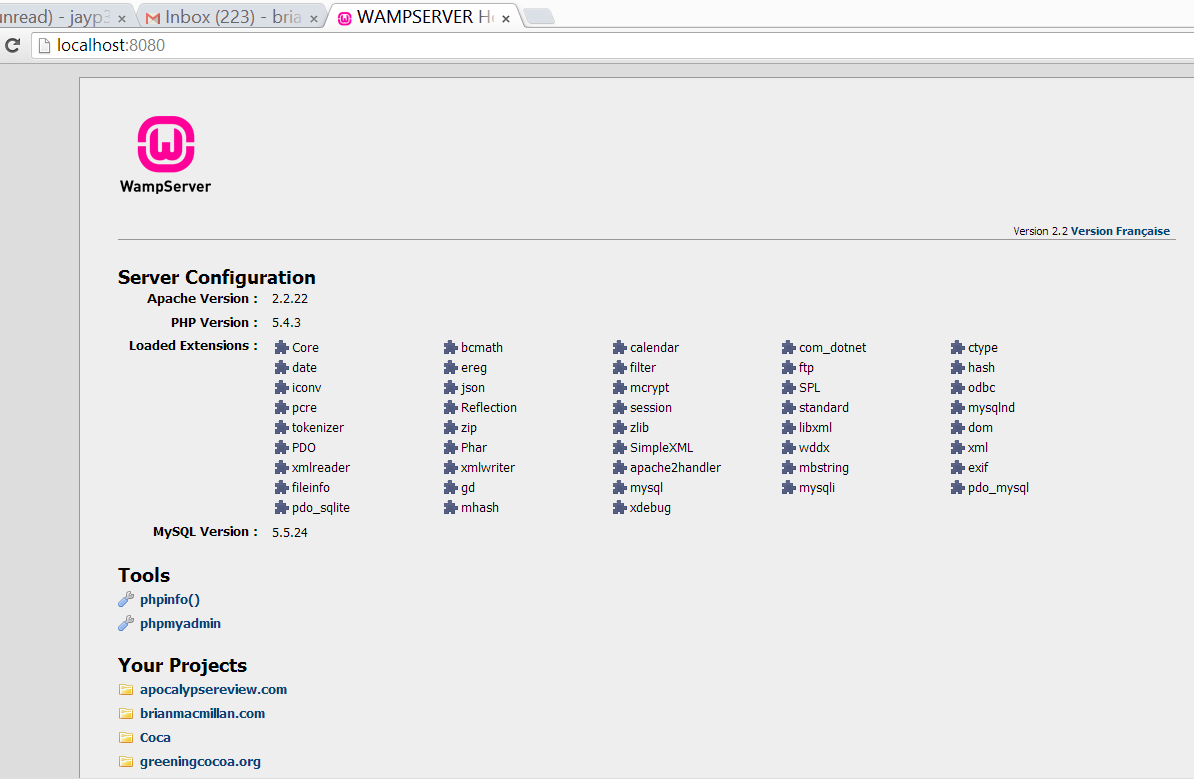 unread) - jayp3 × Inbox (223) - bria × WAMPSERVER Ho ×
localhost:8080
W
WampServer
Version 2.2 Version Française
Server Configuration
Apache Version : 2.2.22
PHP Version : 5.4.3
Loaded Extensions : Core bcmath calendar com_dotnet ctype
date ereg filter ftp hash
iconv json mcrypt SPL odbc
pcre Reflection session standard mysqlnd
tokenizer zip zlib libxml dom
PDO Phar SimpleXML wddx xml
xmlreader xmlwriter apache2handler mbstring exif
fileinfo gd mysql mysqli pdo_mysql
pdo_sqlite mhash xdebug
MySQL Version : 5.5.24
Tools
phpinfo()
phpmyadmin
Your Projects
apocalypsereview.com
brianmacmillan.com
Coca
greeningcocoa.org